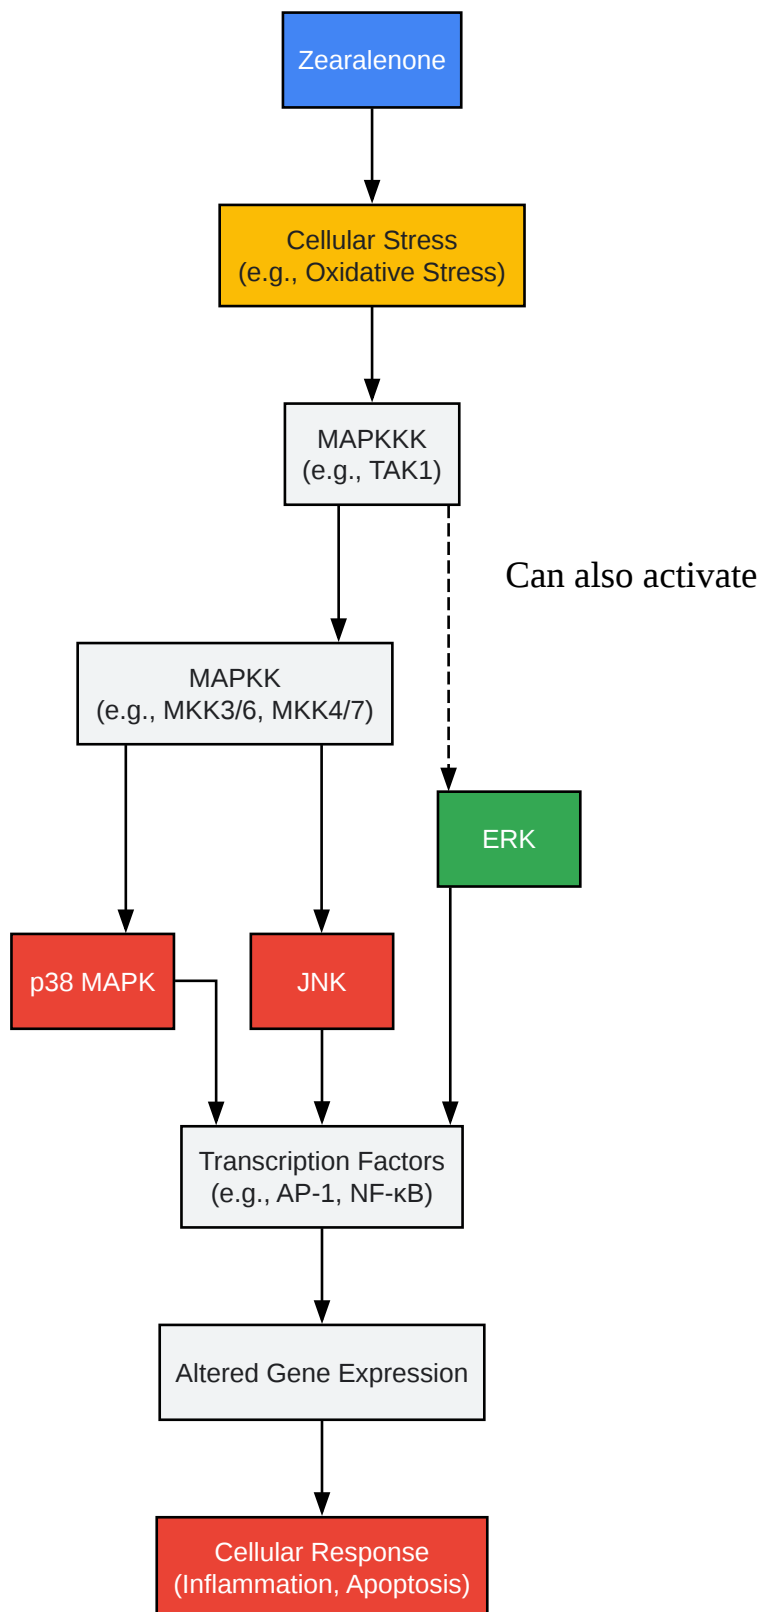 Zearalenone
Cellular Stress
(e.g., Oxidative Stress)
MAPKKK
(e.g., TAK1)
Can also activate
MAPKK
(e.g., MKK3/6, MKK4/7)
ERK
p38 MAPK
JNK
Transcription Factors
(e.g., AP-1, NF-κB)
Altered Gene Expression
Cellular Response
(Inflammation, Apoptosis)